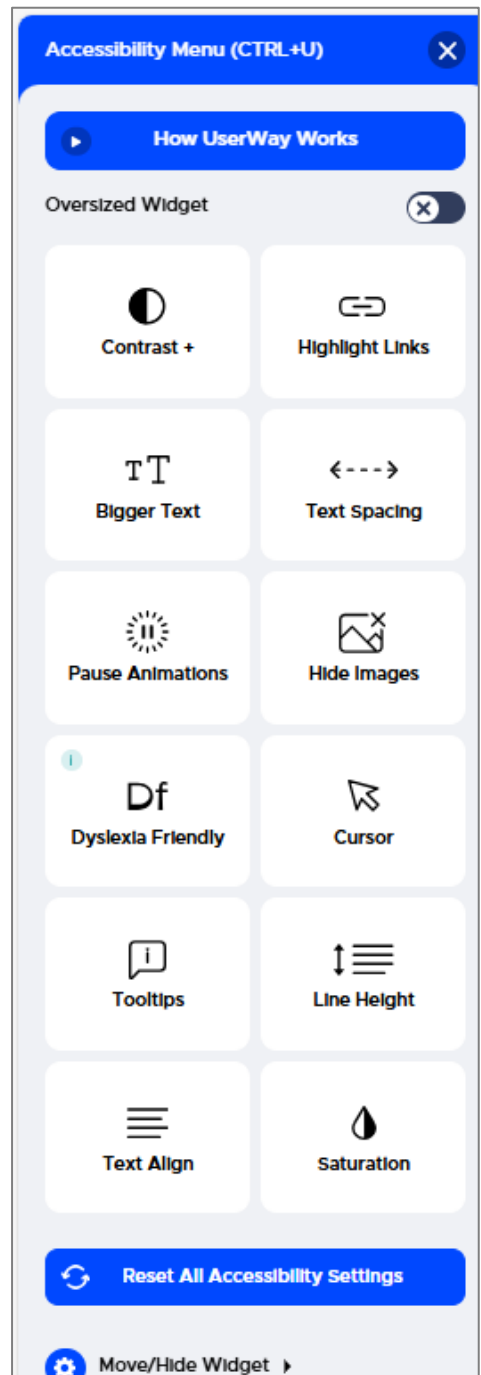 Accessibility Menu (CTRL+U)
How UserWay Works
Oversized Widget
Contrast +
Highlight Links
Bigger Text
Text Spacing
Pause Animations
Hide Images
Df
Dyslexia Friendly
Cursor
Tooltips
Line Height
Text Align
Saturation
Reset All Accessibility Settings
Move/Hide Widget